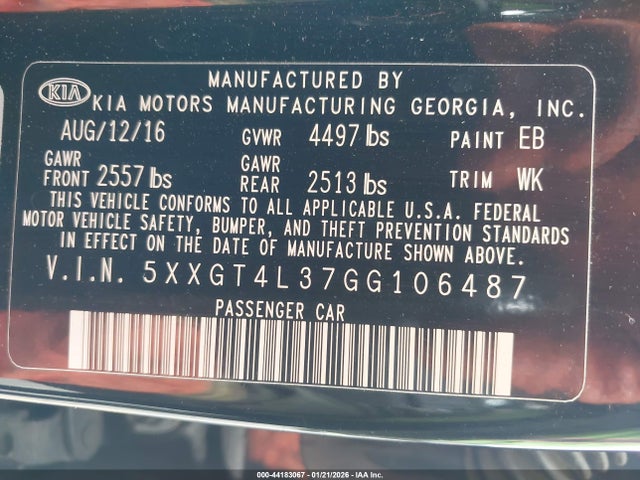 MANUFACTURED BY
KIA KIA MOTORS MANUFACTURING GEORGIA, INC.
AUG/12/16 GVWR 4497 lbs PAINT EB
GAWR FRONT 2557 lbs GAWR REAR 2513 lbs TRIM WK
THIS VEHICLE CONFORMS TO ALL APPLICABLE U.S.A. FEDERAL
MOTOR VEHICLE SAFETY, BUMPER, AND THEFT PREVENTION STANDARDS
IN EFFECT ON THE DATE OF MANUFACTURE SHOWN ABOVE.
V.I.N. 5XXGT4L37GG106487
PASSENGER CAR
000-44183067 - 01/21/2026 - IAA Inc.